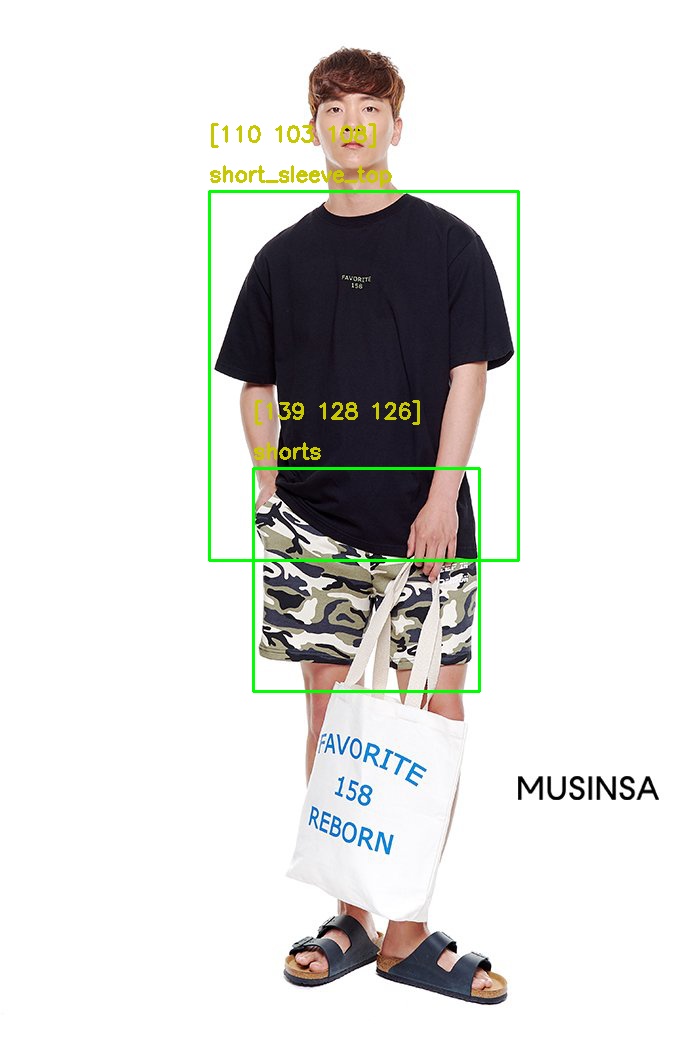 [110 103 108]
short_sleeve_top
FAVORITE
158
[139 128 126]
shorts
FAVORITE
158
REBORN
MUSINSA